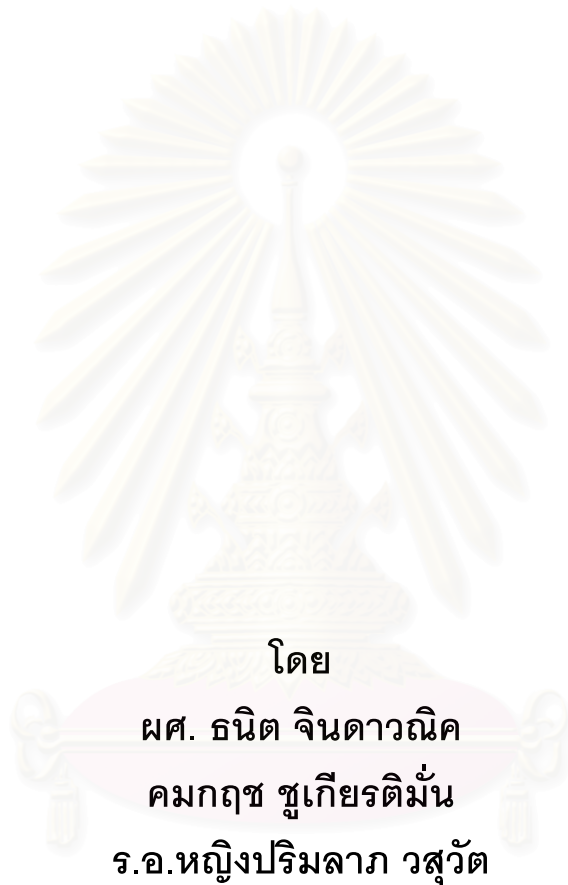 โดย
ผศ. ธนิต จินดาวณิค
คมกฤช ชูเกียรติมั่น
ร.อ.หญิงปริมลาภ วสุวัต